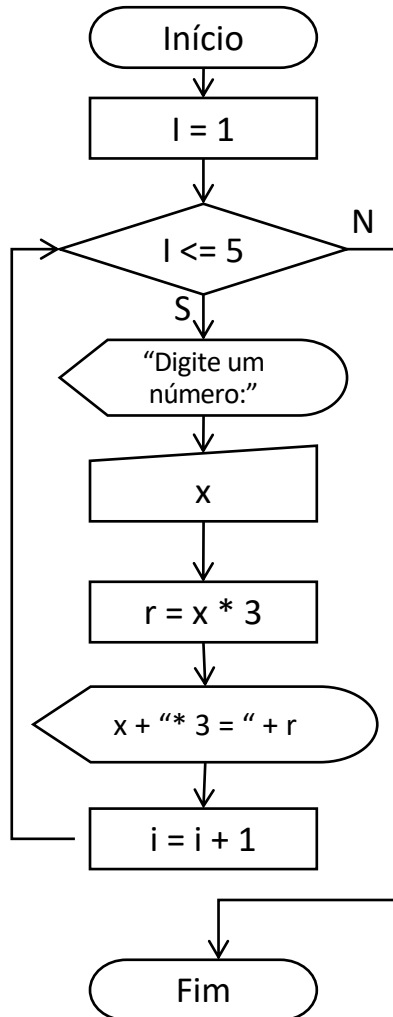 Início
I = 1
I <= 5
N
S
“Digite um
número:”
x
r = x * 3
x + “* 3 = “ + r
i = i + 1
Fim